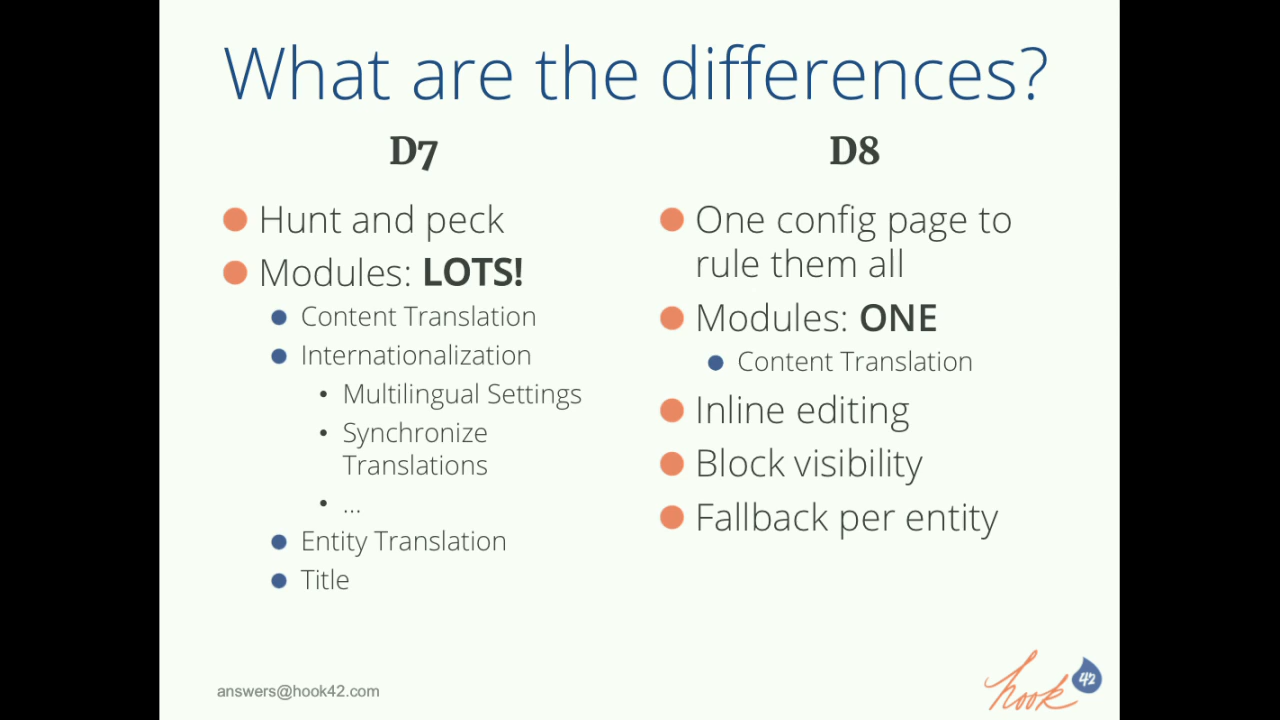 What are the differences?
D7
Hunt and peck
Modules: LOTS!
Content Translation
Internationalization
Multilingual Settings
Synchronize
Translations
...
Entity Translation
Title
D8
One config page to
rule them all
Modules: ONE
Content Translation
Inline editing
Block visibility
Fallback per entity
answers@hook42.com
hook 42